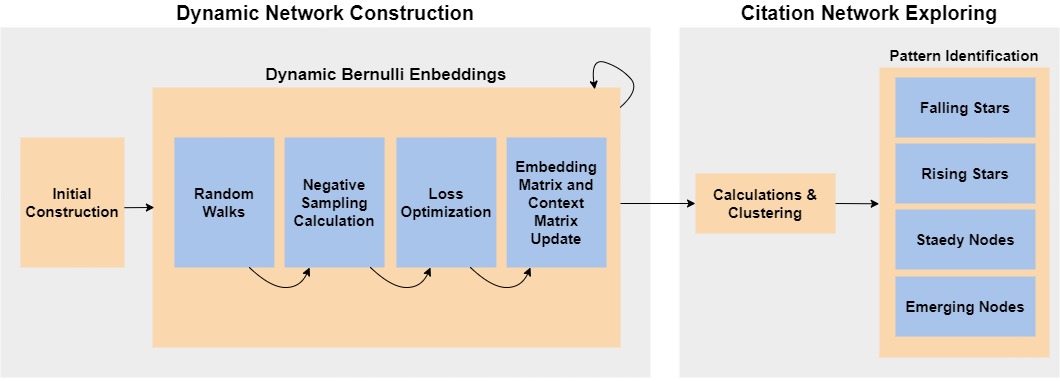 Dynamic Network Construction
Dynamic Bernulli Enbeddings
Initial
Construction
Random
Walks
Negative
Sampling
Calculation
Loss
Optimization
Embedding
Matrix and
Context
Matrix
Update
Citation Network Exploring
Calculations &
Clustering
Pattern Identification
Falling Stars
Rising Stars
Staedy Nodes
Emerging Nodes